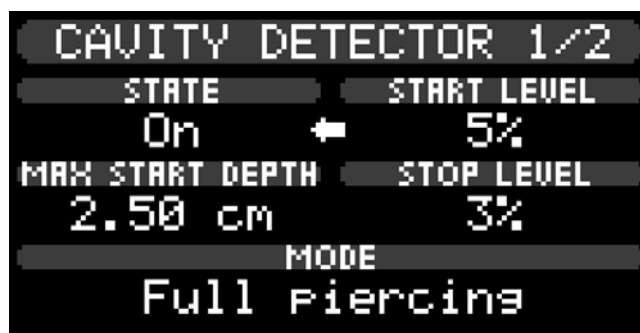 CAVITY DETECTOR 1/2
STATE START LEVEL
On 5%
MAX START DEPTH STOP LEVEL
2.50 cm 3%
MODE
Full piercing